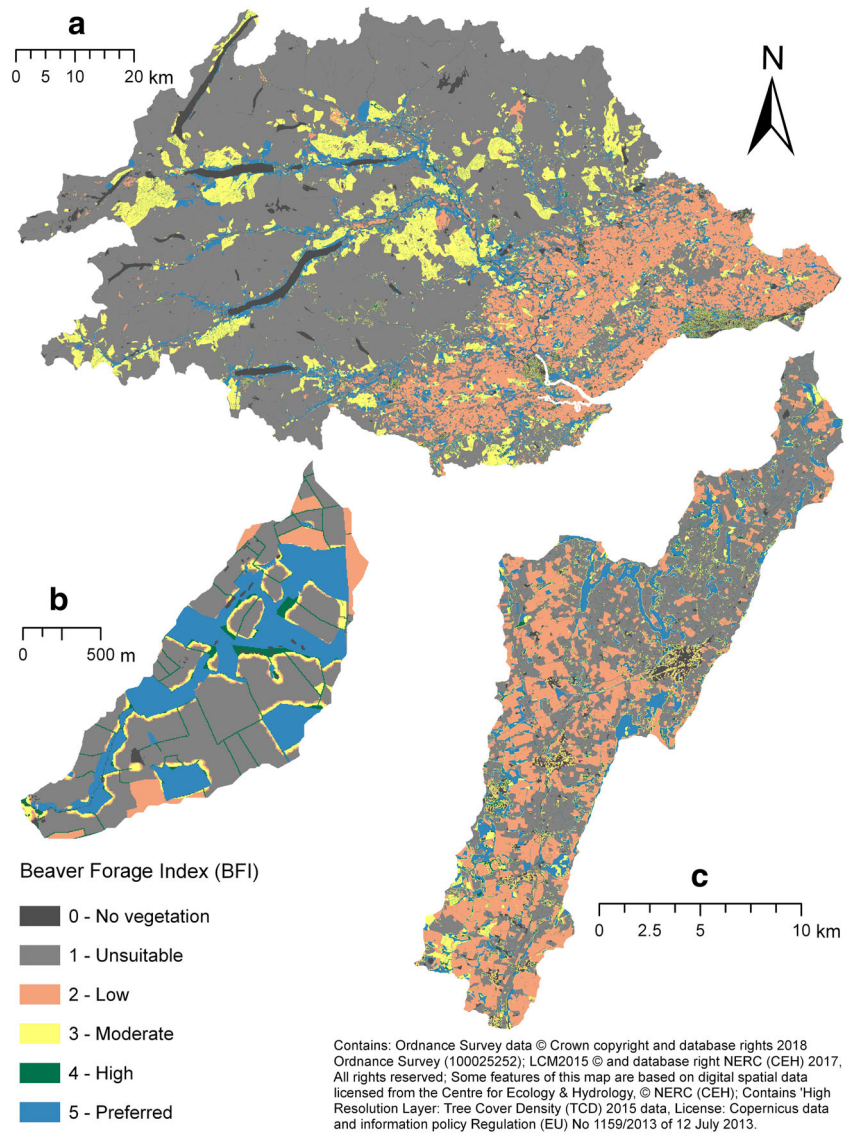 a
0 5 10 20 km
N
b
0 500 m
c
0 2.5 5 10 km
Beaver Forage Index (BFI)
0 - No vegetation
1 - Unsuitable
2 - Low
3 - Moderate
4 - High
5 - Preferred
Contains: Ordnance Survey data © Crown copyright and database rights 2018
Ordnance Survey (100025252); LCM2015 © and database right NERC (CEH) 2017,
All rights reserved; Some features of this map are based on digital spatial data
licensed from the Centre for Ecology & Hydrology, © NERC (CEH); Contains 'High
Resolution Layer: Tree Cover Density (TCD) 2015 data, License: Copernicus data
and information policy Regulation (EU) No 1159/2013 of 12 July 2013.